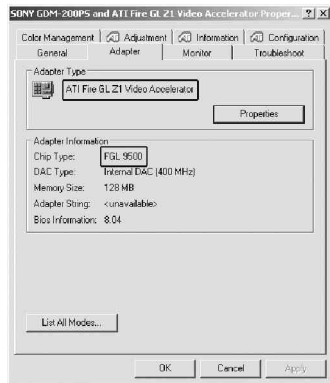 SONY GDM-200PS and ATI Fire GL Z1 Video Accelerator Proper... ? X
Color Management Adjustment Information Configuration
General Adapter Monitor Troubleshoot
Adapter Type
ATI Fire GL Z1 Video Accelerator
Properties
Adapter Information
Chip Type: FGL 9500
DAC Type: Internal DAC (400 MHz)
Memory Size: 128 MB
Adapter String: <unavailable>
Bios Information: 8.04
List All Modes...
OK Cancel Apply